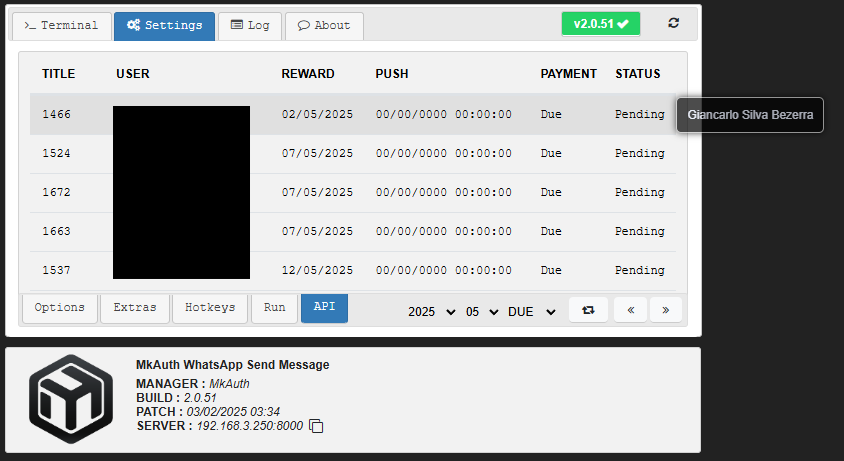 >_ Terminal Settings Log About v2.0.51
TITLE USER REWARD PUSH PAYMENT STATUS
1466 02/05/2025 00/00/0000 00:00:00 Due Pending
Giancarlo Silva Bezerra
1524 07/05/2025 00/00/0000 00:00:00 Due Pending
1672 07/05/2025 00/00/0000 00:00:00 Due Pending
1663 07/05/2025 00/00/0000 00:00:00 Due Pending
1537 12/05/2025 00/00/0000 00:00:00 Due Pending
Options Extras Hotkeys Run API 2025 05 DUE « »
MkAuth WhatsApp Send Message
MANAGER : MkAuth
BUILD : 2.0.51
PATCH : 03/02/2025 03:34
SERVER : 192.168.3.250:8000